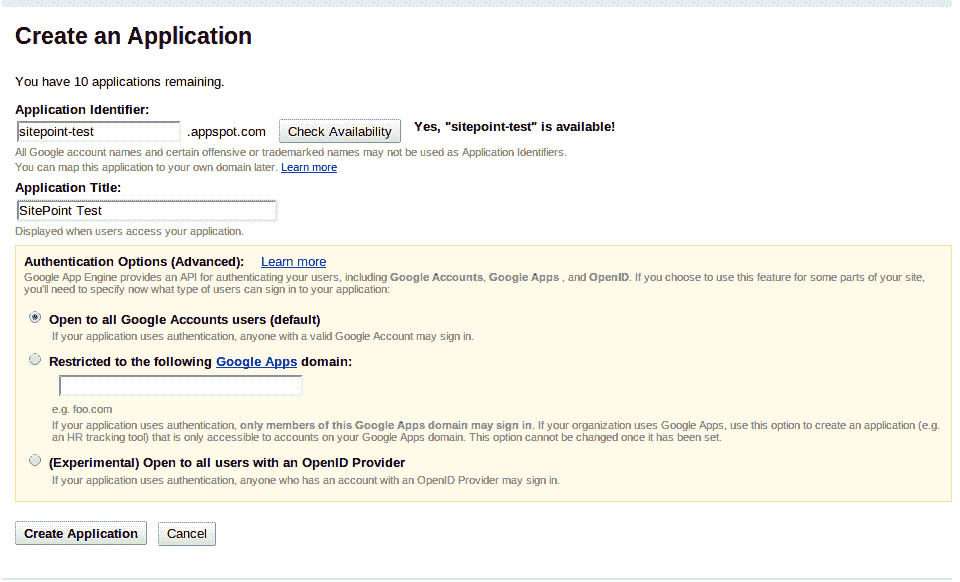 Create an Application
You have 10 applications remaining.
Application Identifier:
sitepoint-test .appspot.com Check Availability Yes, "sitepoint-test" is available!
All Google account names and certain offensive or trademarked names may not be used as Application Identifiers.
You can map this application to your own domain later. Learn more
Application Title:
SitePoint Test
Displayed when users access your application.
Authentication Options (Advanced): Learn more
Google App Engine provides an API for authenticating your users, including Google Accounts, Google Apps , and OpenID. If you choose to use this feature for some parts of your site,
you'll need to specify now what type of users can sign in to your application:
Open to all Google Accounts users (default)
If your application uses authentication, anyone with a valid Google Account may sign in.
Restricted to the following Google Apps domain:
e.g. foo.com
If your application uses authentication, only members of this Google Apps domain may sign in. If your organization uses Google Apps, use this option to create an application (e.g.
an HR tracking tool) that is only accessible to accounts on your Google Apps domain. This option cannot be changed once it has been set.
(Experimental) Open to all users with an OpenID Provider
If your application uses authentication, anyone who has an account with an OpenID Provider may sign in.
Create Application Cancel